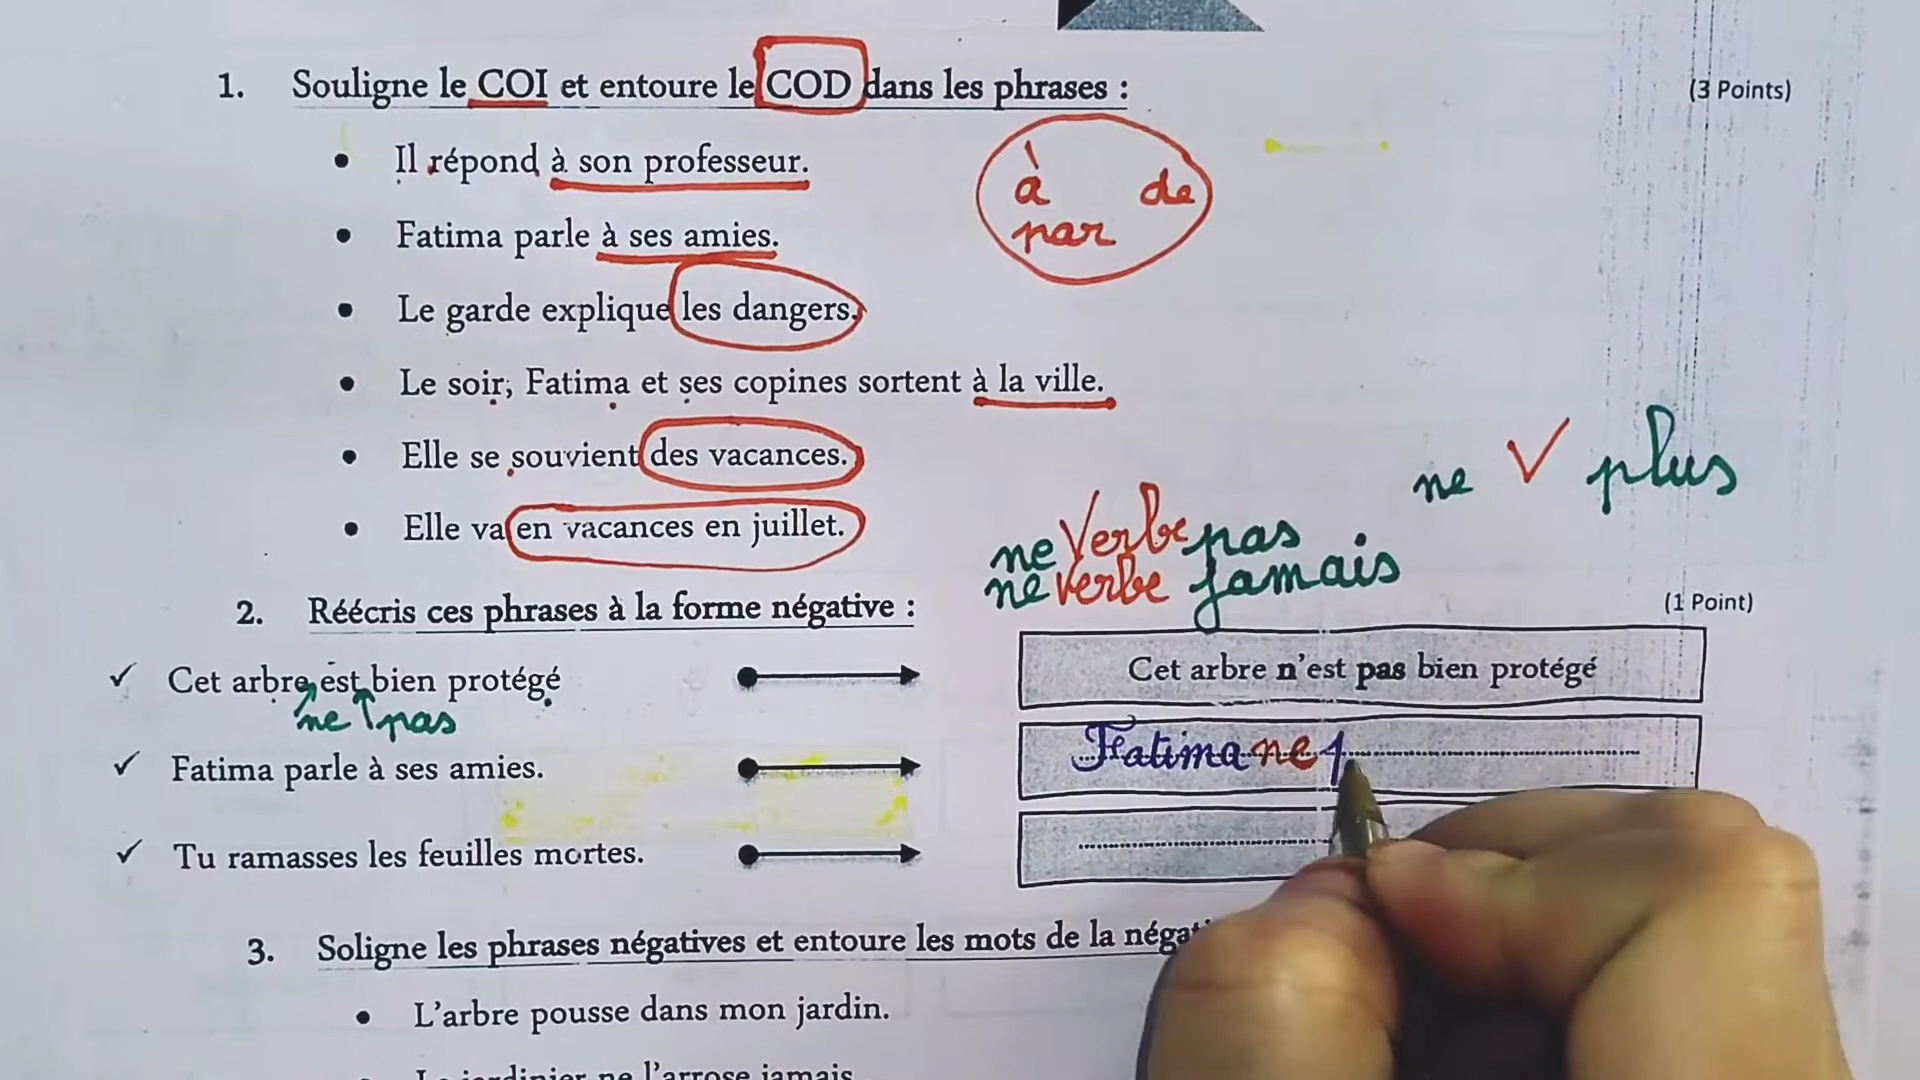 1. Souligne le COI et entoure le COD dans les phrases :
(3 Points)
• Il répond à son professeur.
à de
par
• Fatima parle à ses amies.
• Le garde explique les dangers.
• Le soir, Fatima et ses copines sortent à la ville.
• Elle se souvient des vacances.
ne V plus
• Elle va en vacances en juillet.
ne Verbe pas
ne verbe jamais
2. Réécris ces phrases à la forme négative :
(1 Point)
✓ Cet arbre est bien protégé
Cet arbre n'est pas bien protégé
ne pas
✓ Fatima parle à ses amies.
Fatima ne
✓ Tu ramasses les feuilles mortes.
3. Soligne les phrases négatives et entoure les mots de la
• L'arbre pousse dans mon jardin.
Le jardinier ne l'arrose jamais